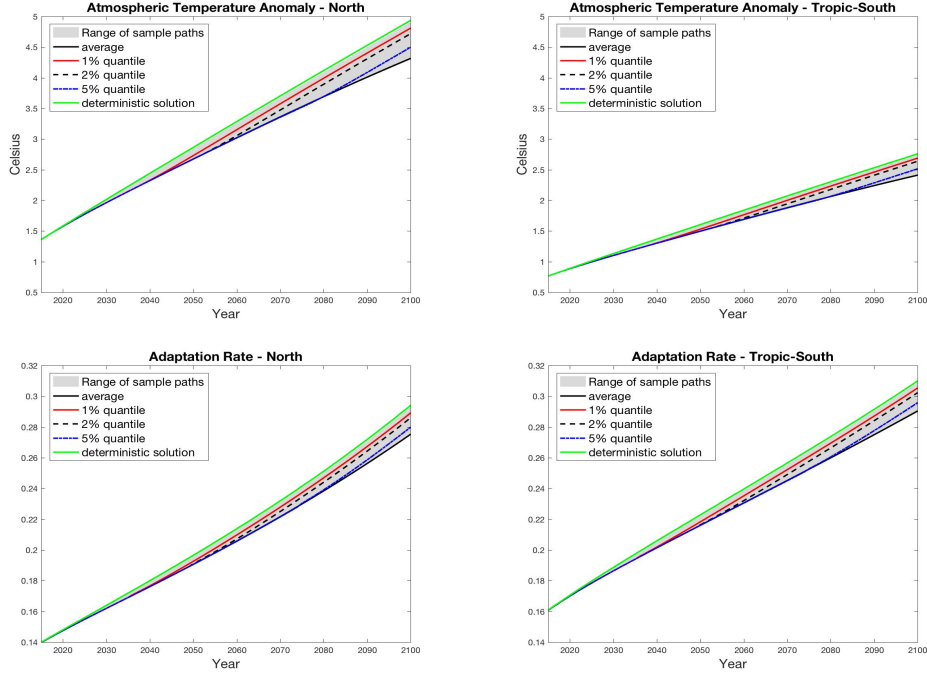 Atmospheric Temperature Anomaly - North
5
4.5
4
3.5
3
2.5
2
1.5
1
0.5
Celsius
Range of sample paths
average
1% quantile
2% quantile
5% quantile
deterministic solution
2020 2030 2040 2050 2060 2070 2080 2090 2100
Year
Atmospheric Temperature Anomaly - Tropic-South
5
4.5
4
3.5
3
2.5
2
1.5
1
0.5
Celsius
Range of sample paths
average
1% quantile
2% quantile
5% quantile
deterministic solution
2020 2030 2040 2050 2060 2070 2080 2090 2100
Year
Adaptation Rate - North
0.32
0.3
0.28
0.26
0.24
0.22
0.2
0.18
0.16
0.14
Range of sample paths
average
1% quantile
2% quantile
5% quantile
deterministic solution
2020 2030 2040 2050 2060 2070 2080 2090 2100
Year
Adaptation Rate - Tropic-South
0.32
0.3
0.28
0.26
0.24
0.22
0.2
0.18
0.16
0.14
Range of sample paths
average
1% quantile
2% quantile
5% quantile
deterministic solution
2020 2030 2040 2050 2060 2070 2080 2090 2100
Year